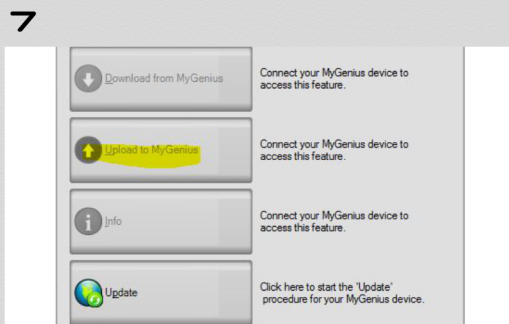 7
Download from MyGenius
Connect your MyGenius device to
access this feature.
Upload to MyGenius
Connect your MyGenius device to
access this feature.
Info
Connect your MyGenius device to
access this feature.
Update
Click here to start the 'Update'
procedure for your MyGenius device.